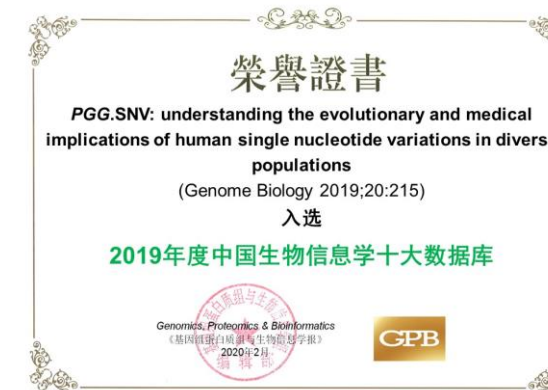 榮譽證書
PGG.SNV: understanding the evolutionary and medical
implications of human single nucleotide variations in divers
populations
(Genome Biology 2019;20:215)
入选
2019年度中国生物信息学十大数据库
Genomics, Proteomics & Bioinformatics
《基因组蛋白质组与生物信息学报》
2020年2月
GPB